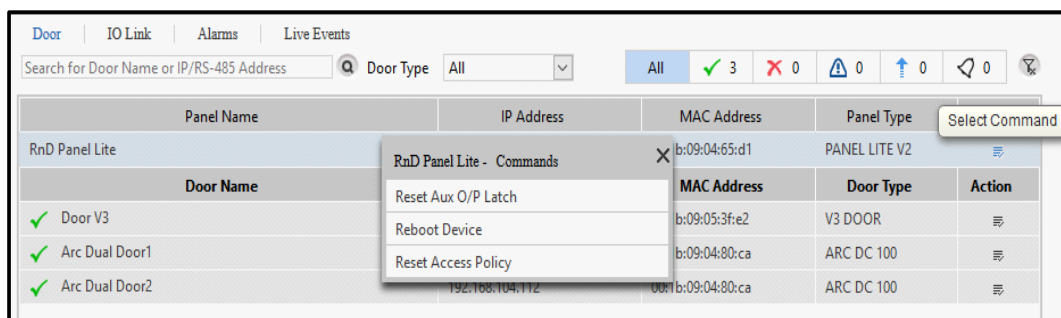 Door IO Link Alarms Live Events
Search for Door Name or IP/RS-485 Address Door Type All All 3 0 0 0 0
Panel Name IP Address MAC Address Panel Type Select Command
RnD Panel Lite b:09:04:65:d1 PANEL LITE V2
RnD Panel Lite - Commands X
Door Name MAC Address Door Type Action
Reset Aux O/P Latch
Door V3 b:09:05:3f:e2 V3 DOOR
Reboot Device
Arc Dual Door1 b:09:04:80:ca ARC DC 100
Reset Access Policy
Arc Dual Door2 192.168.104.112 00:1b:09:04:80:ca ARC DC 100